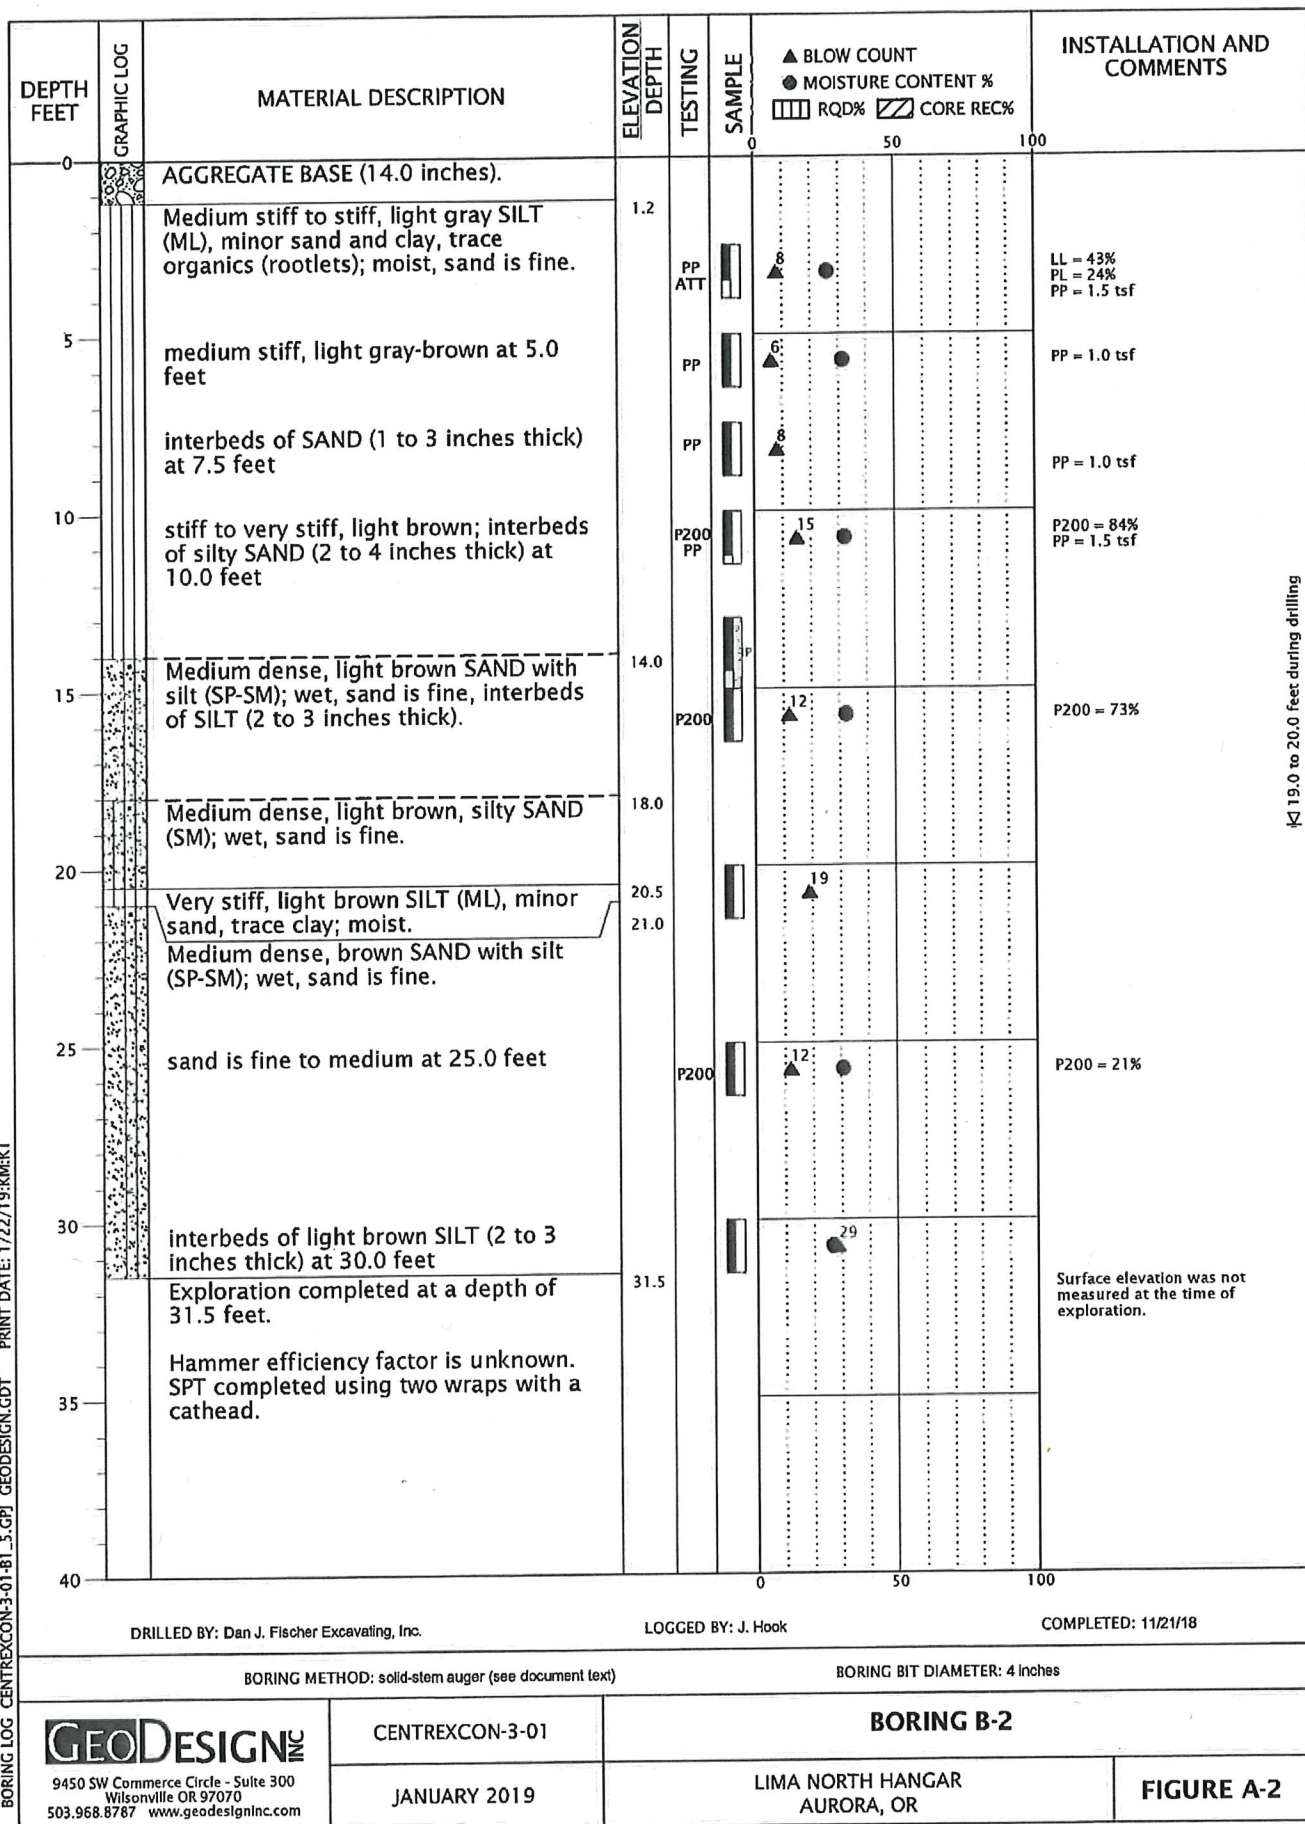 DEPTH
FEET
GRAPHIC LOG
MATERIAL DESCRIPTION
ELEVATION
DEPTH
TESTING
SAMPLE
▲ BLOW COUNT
● MOISTURE CONTENT %
RQD% CORE REC%
0 50 100
INSTALLATION AND
COMMENTS
0
AGGREGATE BASE (14.0 inches).
1.2
Medium stiff to stiff, light gray SILT
(ML), minor sand and clay, trace
organics (rootlets); moist, sand is fine.
PP
ATT
8
LL = 43%
PL = 24%
PP = 1.5 tsf
5
medium stiff, light gray-brown at 5.0
feet
PP
6
PP = 1.0 tsf
interbeds of SAND (1 to 3 inches thick)
at 7.5 feet
PP
8
PP = 1.0 tsf
10
stiff to very stiff, light brown; interbeds
of silty SAND (2 to 4 inches thick) at
10.0 feet
P200
PP
15
P200 = 84%
PP = 1.5 tsf
14.0
Medium dense, light brown SAND with
silt (SP-SM); wet, sand is fine, interbeds
of SILT (2 to 3 inches thick).
15
P200
12
P200 = 73%
18.0
Medium dense, light brown, silty SAND
(SM); wet, sand is fine.
19.0 to 20.0 feet during drilling
20
20.5
19
Very stiff, light brown SILT (ML), minor
sand, trace clay; moist.
21.0
Medium dense, brown SAND with silt
(SP-SM); wet, sand is fine.
25
sand is fine to medium at 25.0 feet
P200
12
P200 = 21%
30
interbeds of light brown SILT (2 to 3
inches thick) at 30.0 feet
29
31.5
Exploration completed at a depth of
31.5 feet.
Surface elevation was not
measured at the time of
exploration.
Hammer efficiency factor is unknown.
SPT completed using two wraps with a
cathead.
35
40
0 50 100
DRILLED BY: Dan J. Fischer Excavating, Inc.
LOGGED BY: J. Hook
COMPLETED: 11/21/18
BORING METHOD: solid-stem auger (see document text)
BORING BIT DIAMETER: 4 inches
GEODESIGN INC
9450 SW Commerce Circle - Suite 300
Wilsonville OR 97070
503.968.8787 www.geodesigninc.com
CENTREXCON-3-01
JANUARY 2019
BORING B-2
LIMA NORTH HANGAR
AURORA, OR
FIGURE A-2
BORING LOG CENTREXCON-3-01-B1_5.GPJ GEODESIGN.GDT PRINT DATE: 1/22/19:KM:KT